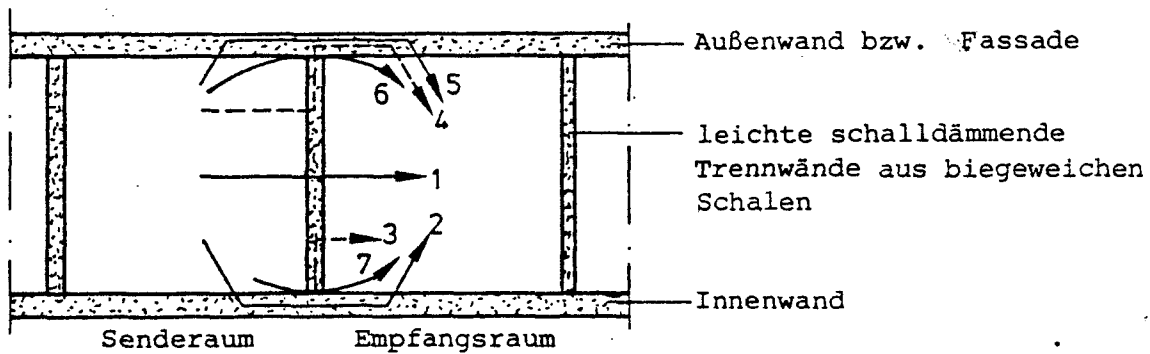 Außenwand bzw. Fassade
6
5
4
leichte schalldämmende
Trennwände aus biegeweichen
Schalen
1
2
3
7
Innenwand
Senderaum Empfangsraum